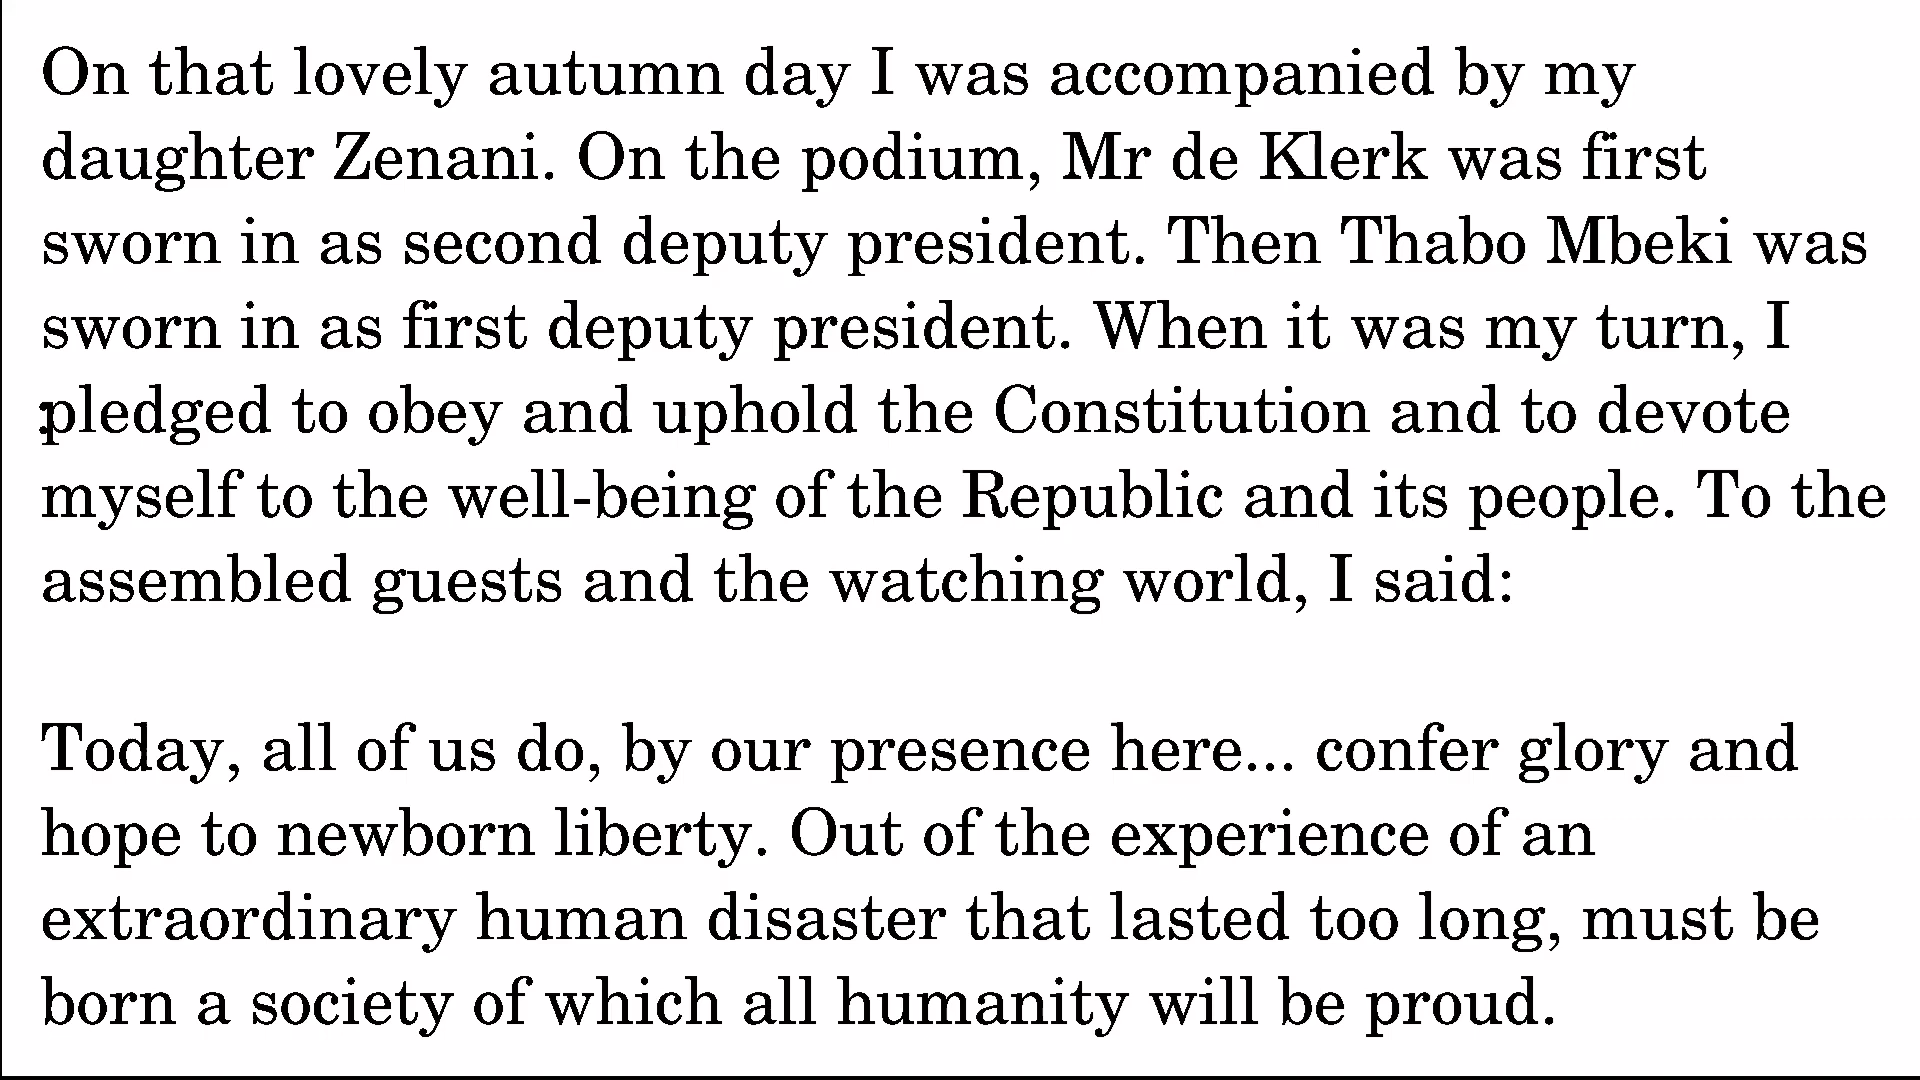 On that lovely autumn day I was accompanied by my
daughter Zenani. On the podium, Mr de Klerk was first
sworn in as second deputy president. Then Thabo Mbeki was
sworn in as first deputy president. When it was my turn, I
pledged to obey and uphold the Constitution and to devote
myself to the well-being of the Republic and its people. To the
assembled guests and the watching world, I said:
Today, all of us do, by our presence here... confer glory and
hope to newborn liberty. Out of the experience of an
extraordinary human disaster that lasted too long, must be
born a society of which all humanity will be proud.